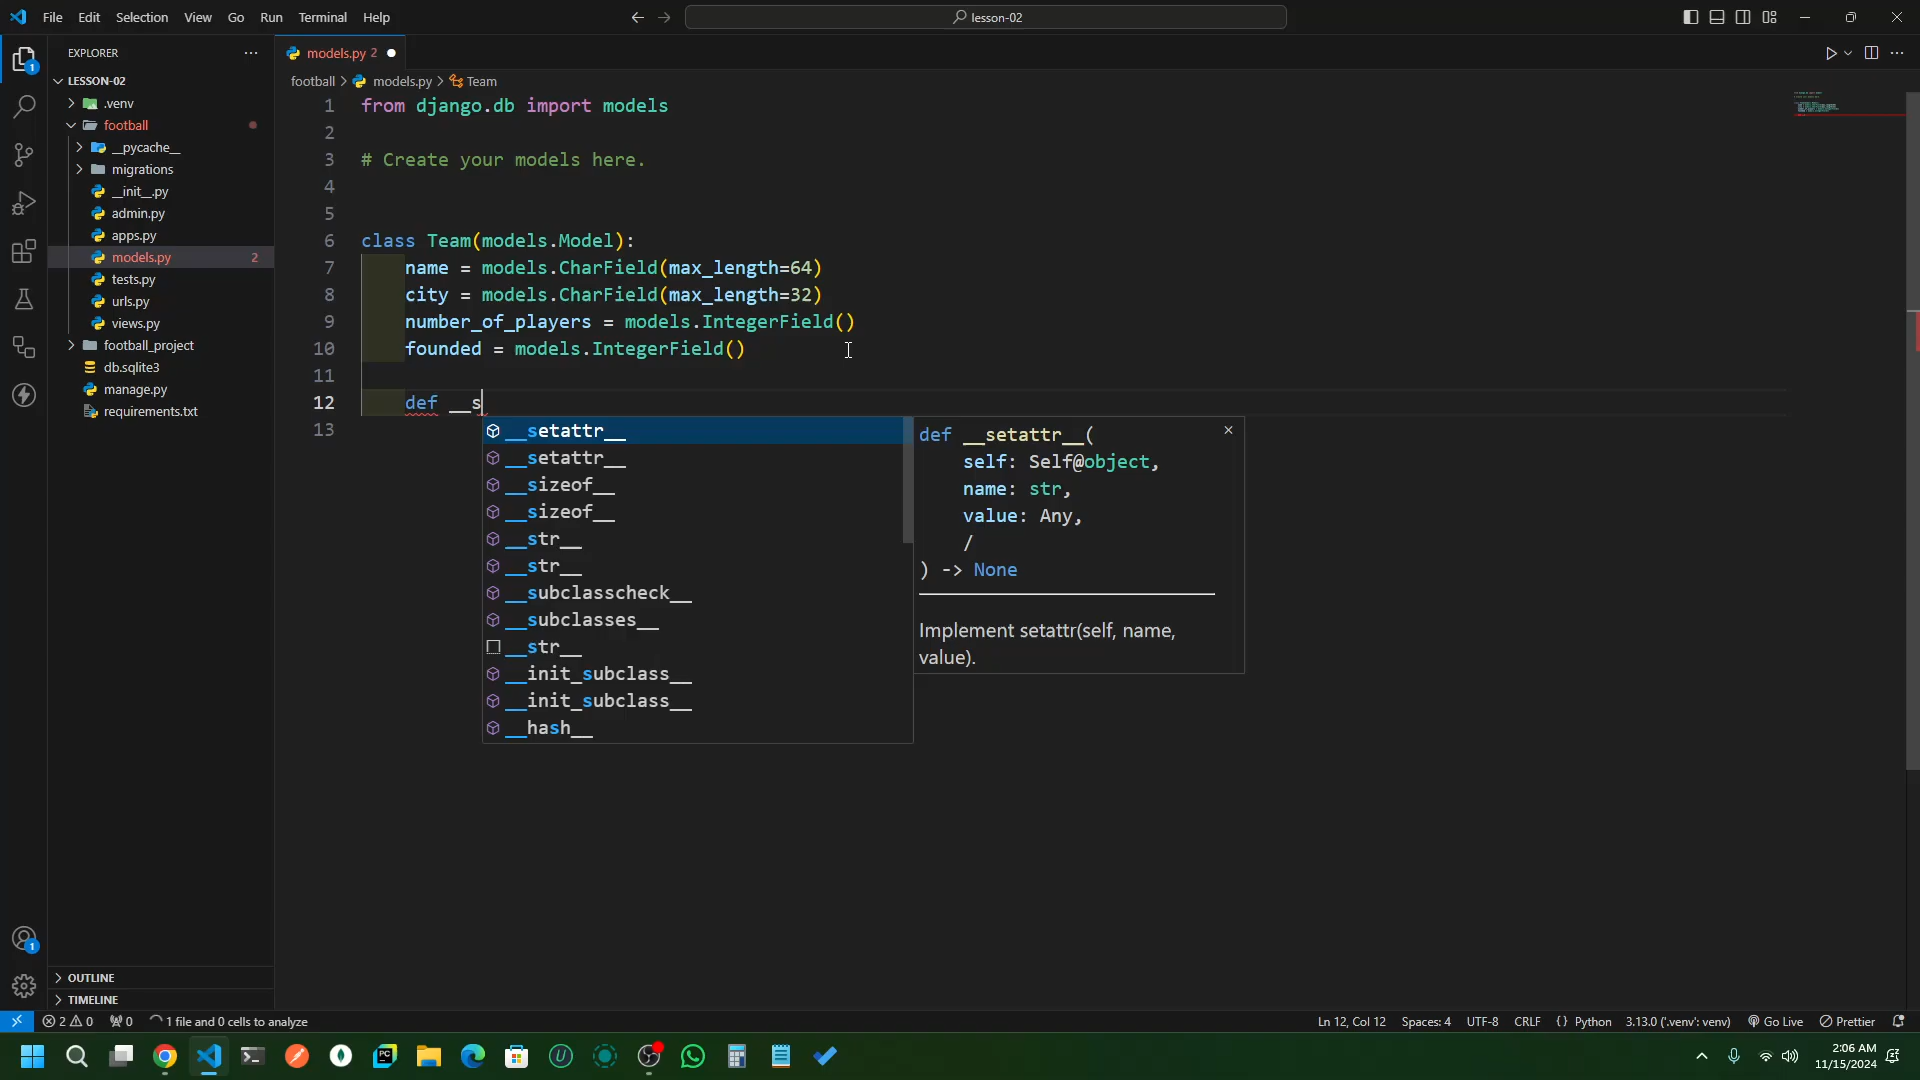 File Edit Selection View Go Run Terminal Help
lesson-02
EXPLORER
LESSON-02
.venv
football
__pycache__
migrations
__init__.py
admin.py
apps.py
models.py 2
tests.py
urls.py
views.py
football_project
db.sqlite3
manage.py
requirements.txt
OUTLINE
TIMELINE
models.py 2
football > models.py > Team
1 from django.db import models
2
3 # Create your models here.
4
5
6 class Team(models.Model):
7 name = models.CharField(max_length=64)
8 city = models.CharField(max_length=32)
9 number_of_players = models.IntegerField()
10 founded = models.IntegerField()
11
12 def __s
13
__setattr__
__setattr__
__sizeof__
__sizeof__
__str__
__str__
__subclasscheck__
__subclasses__
__str__
__init_subclass__
__init_subclass__
__hash__
def __setattr__(
self: Self@object,
name: str,
value: Any,
/
) -> None
Implement setattr(self, name,
value).
1
1
2 0 0 1 file and 0 cells to analyze
Ln 12, Col 12 Spaces: 4 UTF-8 CRLF {} Python 3.13.0 ('.venv': venv) Go Live Prettier
PC
2:06 AM
11/15/2024